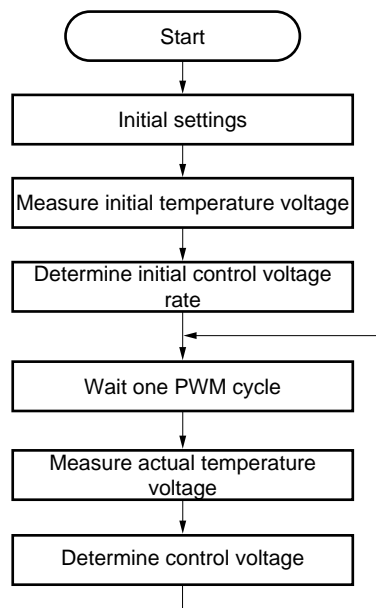 Start
Initial settings
Measure initial temperature voltage
Determine initial control voltage
rate
Wait one PWM cycle
Measure actual temperature
voltage
Determine control voltage